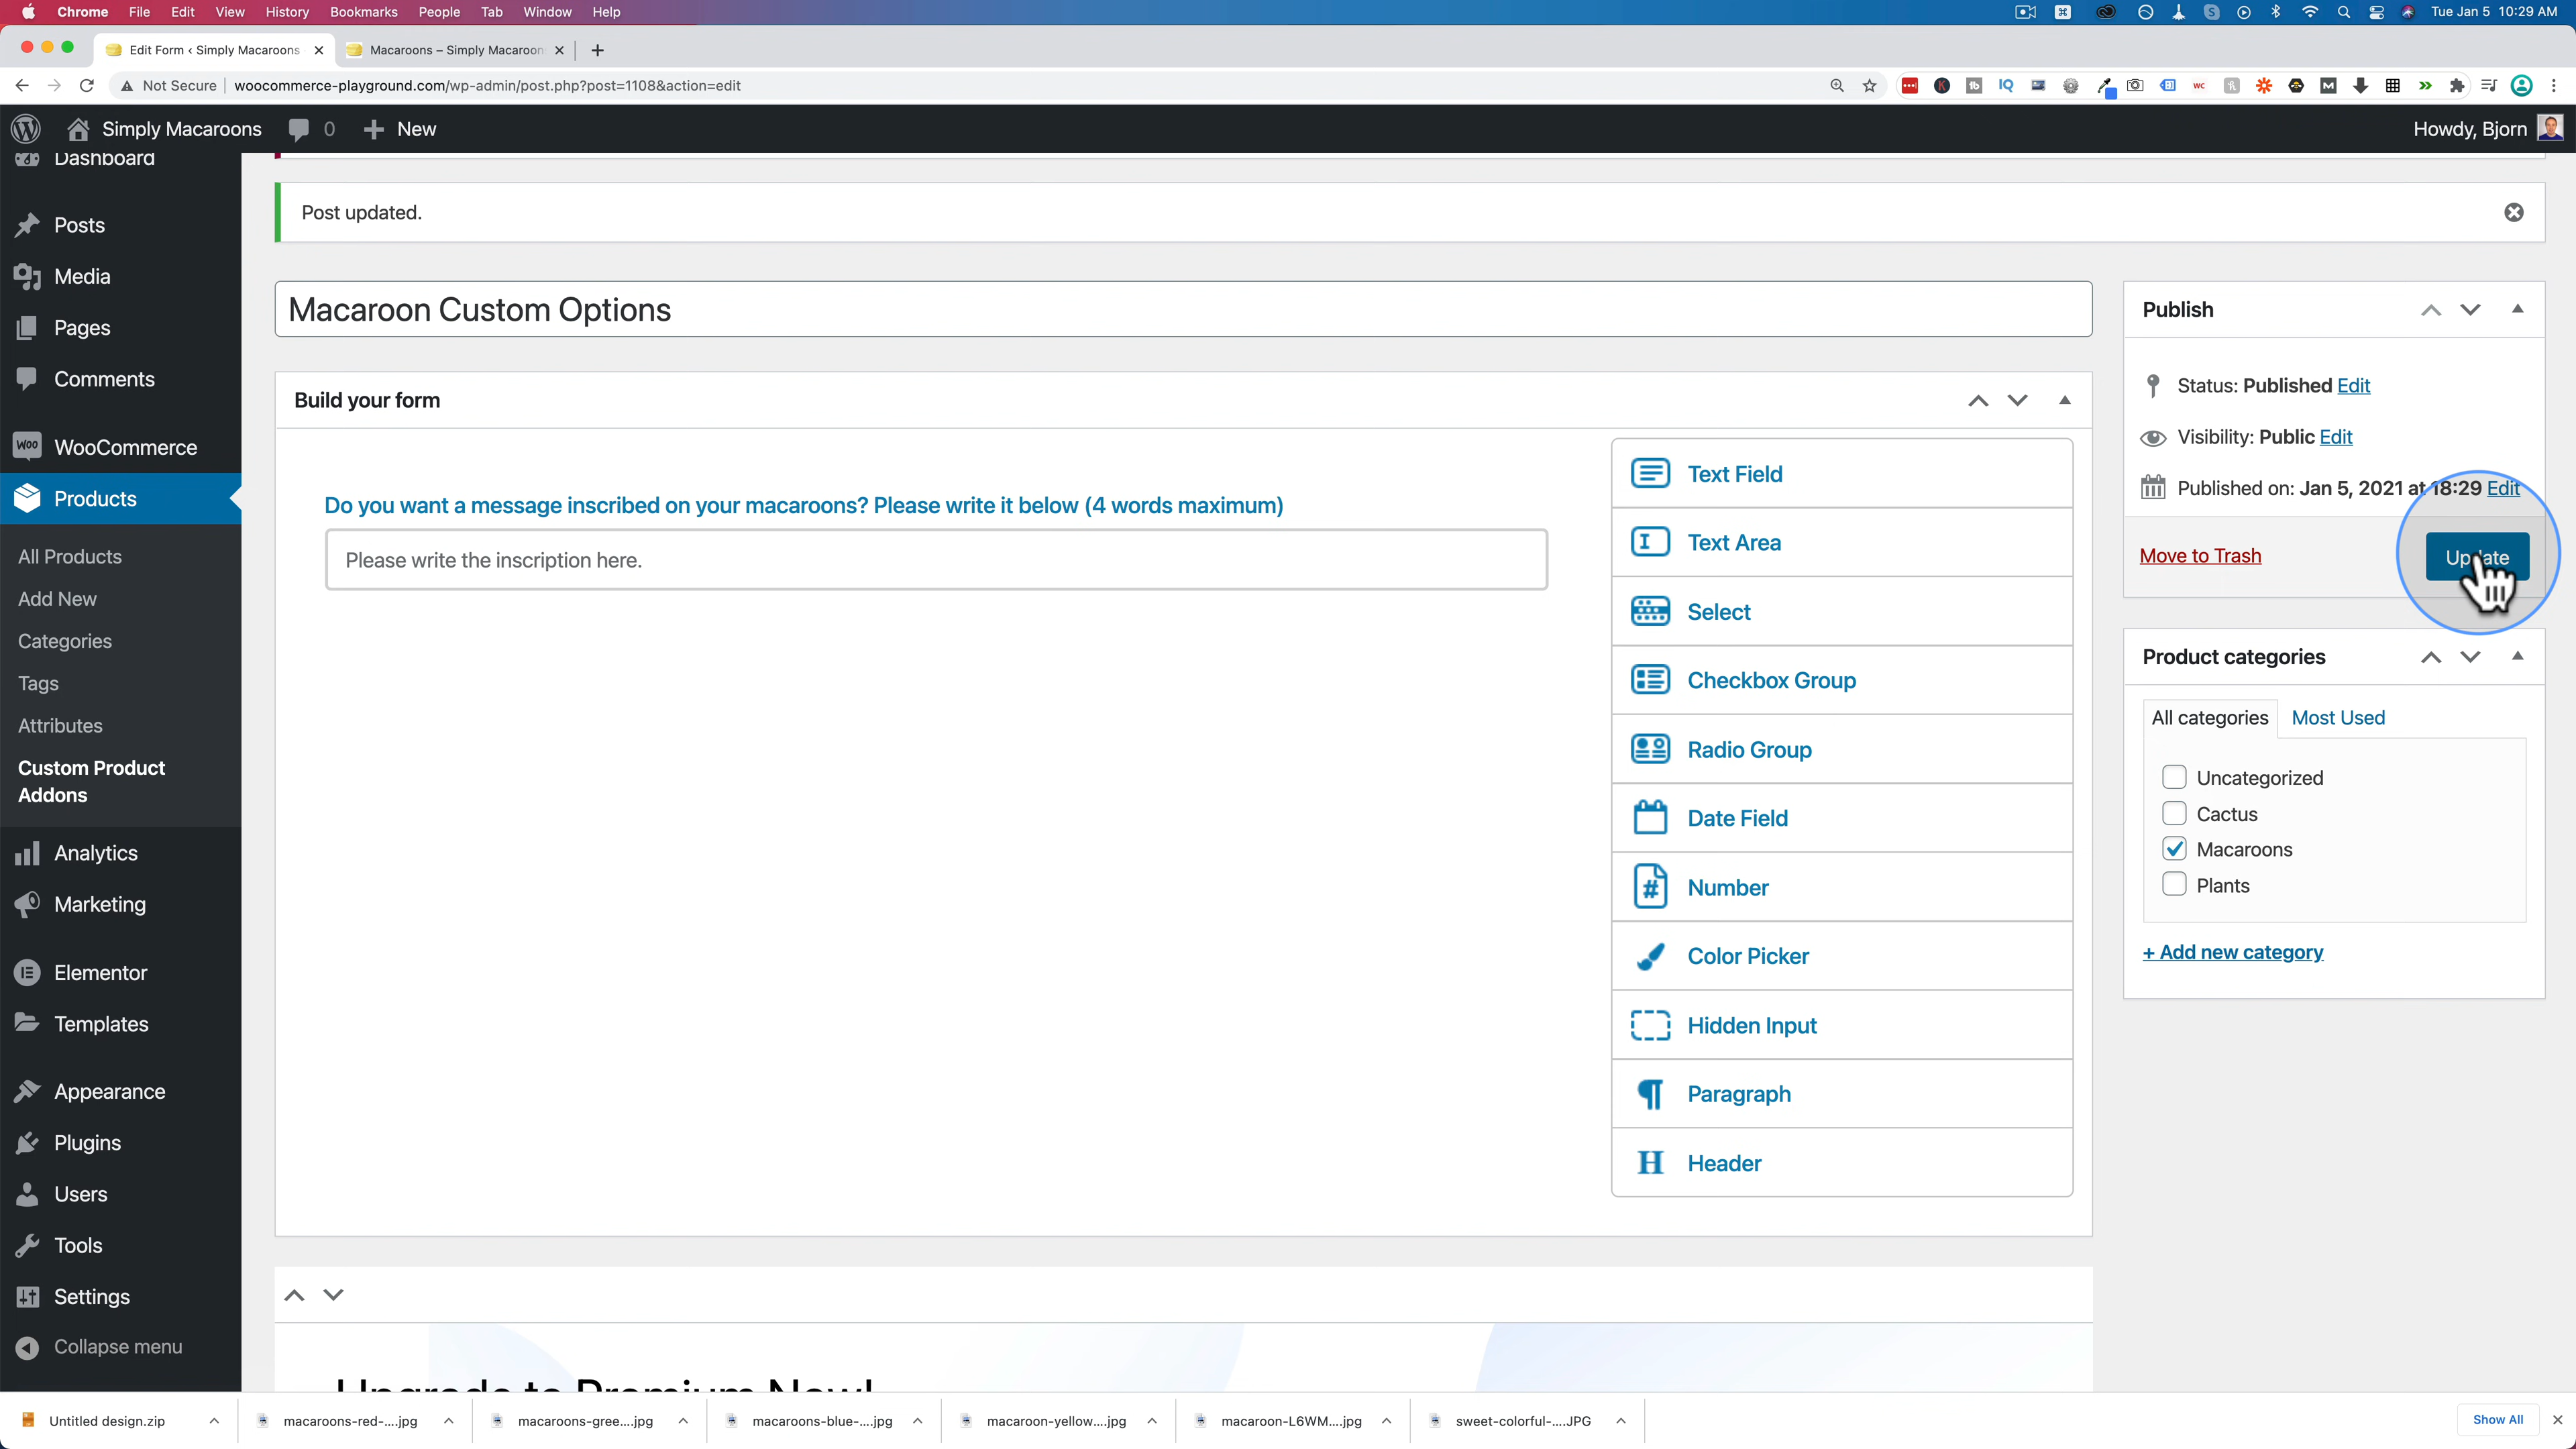 Chrome File Edit View History Bookmarks People Tab Window Help
Tue Jan 5 10:29 AM
Edit Form ‹ Simply Macaroons
Macaroons – Simply Macaroon
Not Secure woocommerce-playground.com/wp-admin/post.php?post=1108&action=edit
Simply Macaroons 0 New
Howdy, Bjorn
Dashboard
Posts
Media
Pages
Comments
WooCommerce
Products
All Products
Add New
Categories
Tags
Attributes
Custom Product
Addons
Analytics
Marketing
Elementor
Templates
Appearance
Plugins
Users
Tools
Settings
Collapse menu
Post updated.
Macaroon Custom Options
Build your form
Do you want a message inscribed on your macaroons? Please write it below (4 words maximum)
Please write the inscription here.
Text Field
Text Area
Select
Checkbox Group
Radio Group
Date Field
Number
Color Picker
Hidden Input
Paragraph
Header
Upgrade to Premium Now!
Publish
Status: Published Edit
Visibility: Public Edit
Published on: Jan 5, 2021 at 18:29 Edit
Move to Trash
Update
Product categories
All categories Most Used
Uncategorized
Cactus
Macaroons
Plants
+ Add new category
Untitled design.zip
macaroons-red-....jpg
macaroons-gree....jpg
macaroons-blue-....jpg
macaroon-yellow....jpg
macaroon-L6WM....jpg
sweet-colorful-....JPG
Show All